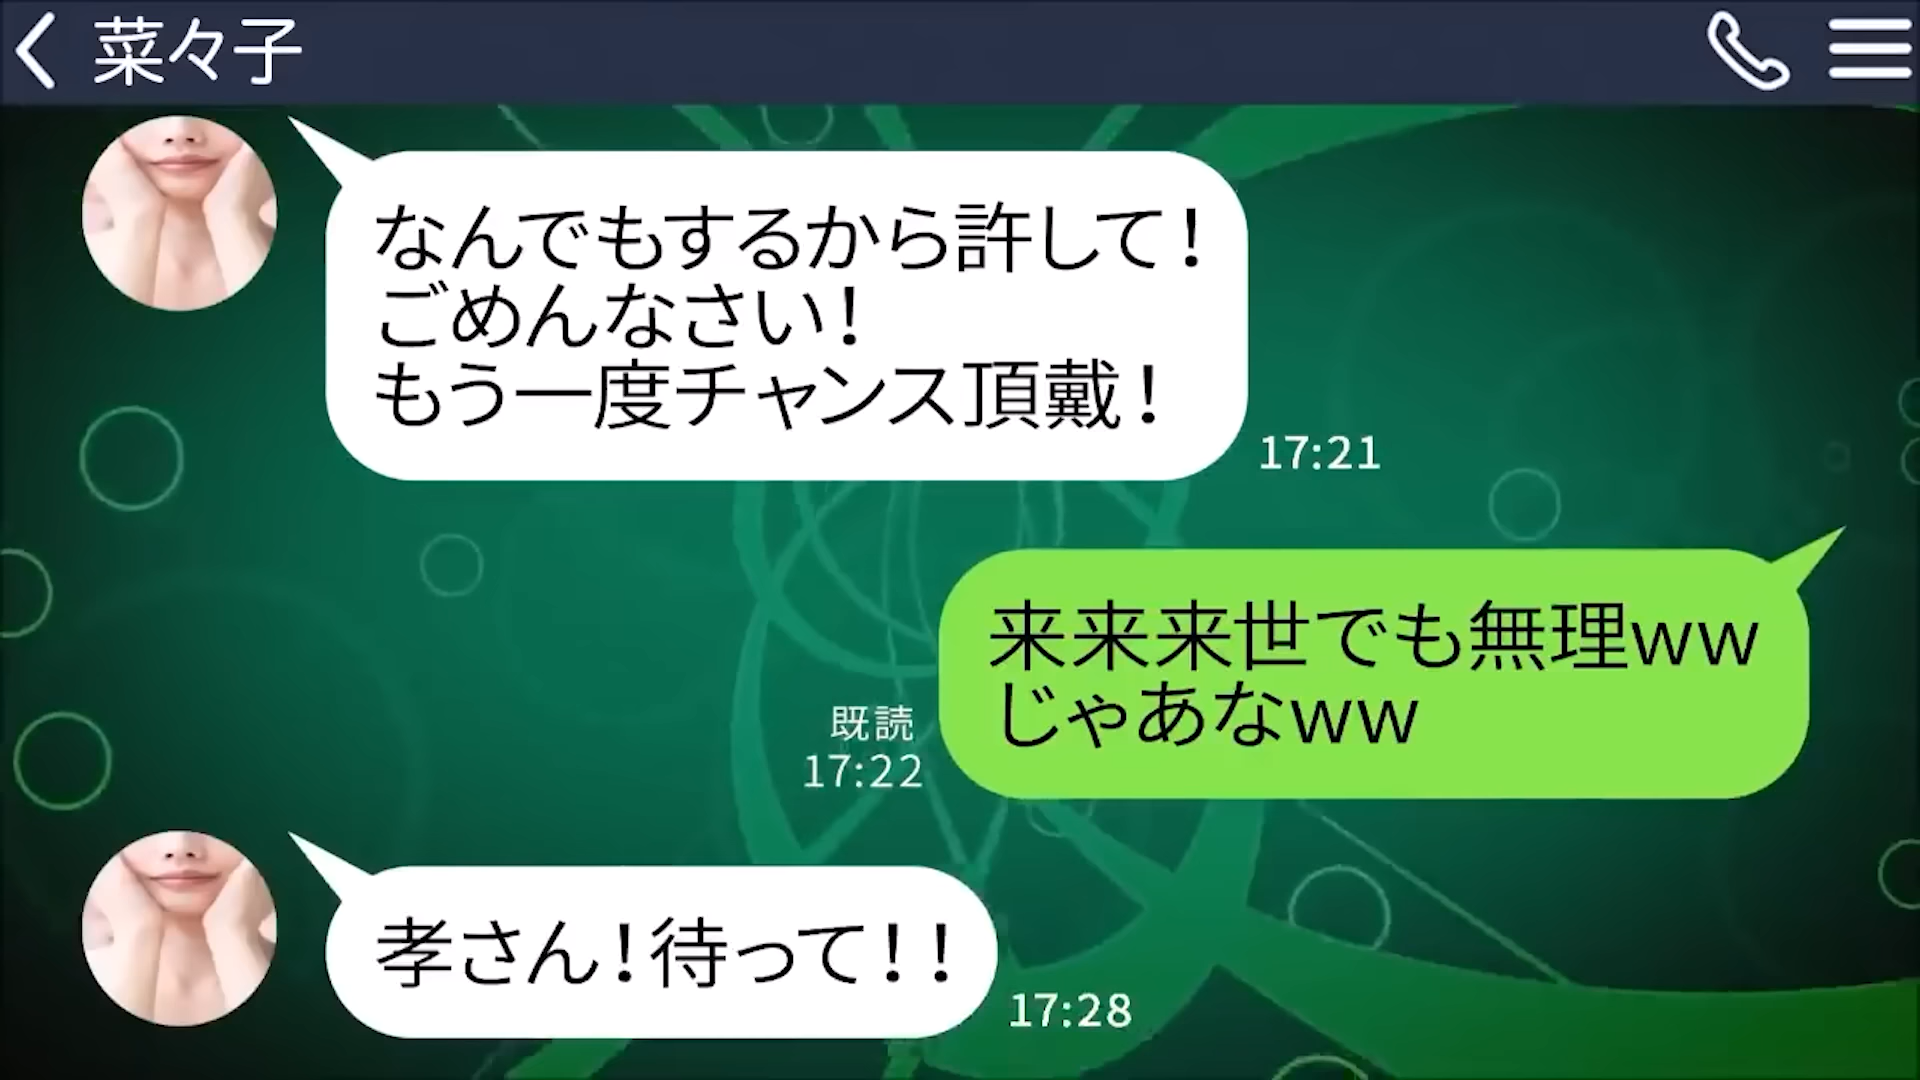 菜々子
なんでもするから許して！
ごめんなさい！
もう一度チャンス頂戴！
17:21
来来来世でも無理ww
じゃあなww
既読
17:22
孝さん！待って！！
17:28